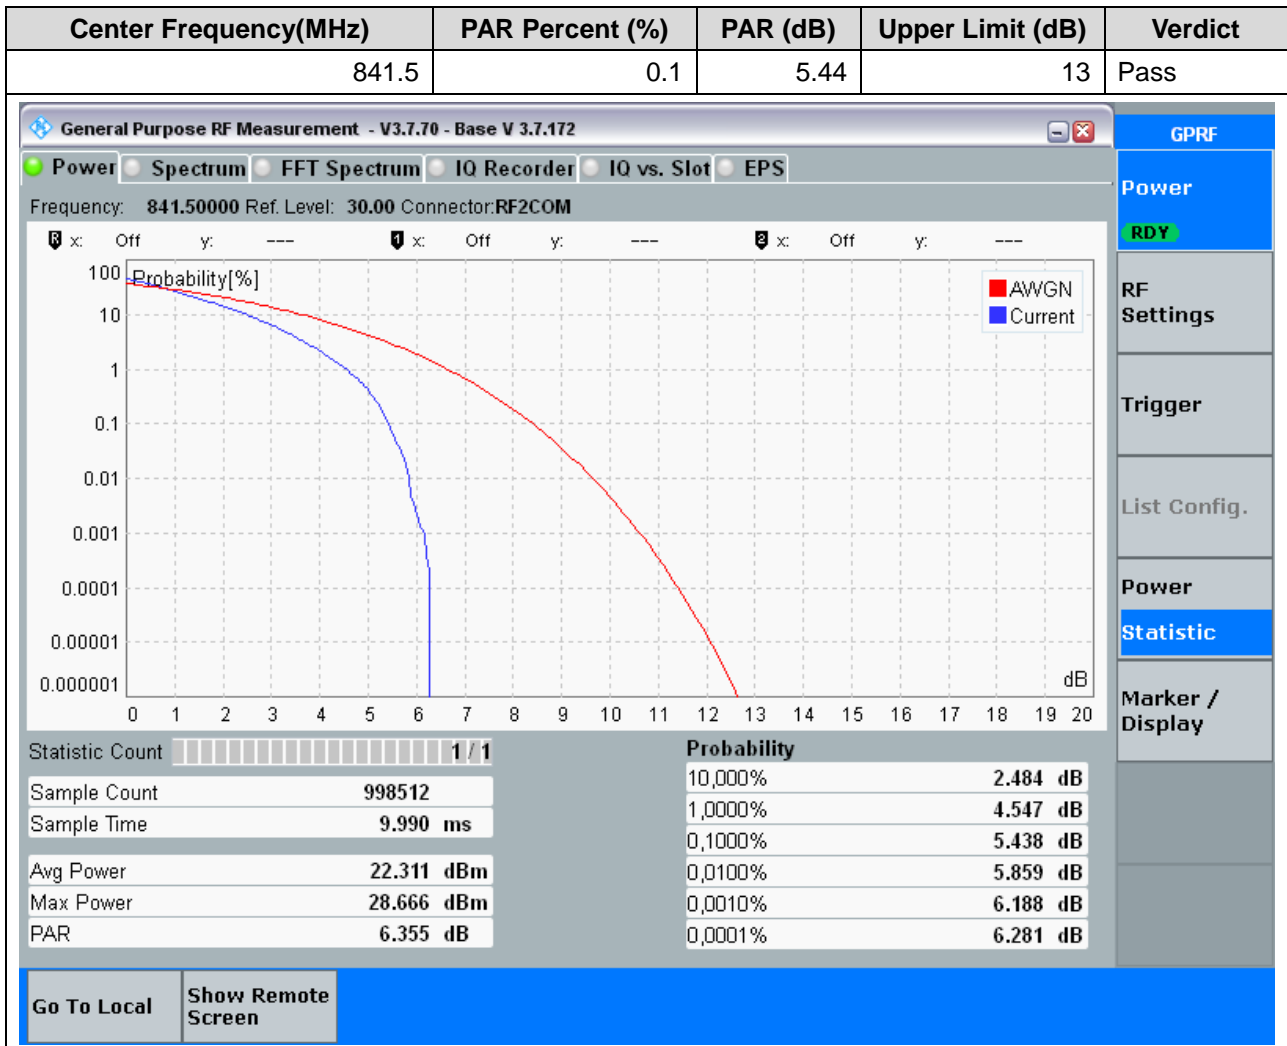 Center Frequency(MHz) PAR Percent (%) PAR (dB) Upper Limit (dB) Verdict
841.5 0.1 5.44 13 Pass
General Purpose RF Measurement - V3.7.70 - Base V 3.7.172
GPRF
Power Spectrum FFT Spectrum IQ Recorder IQ vs. Slot EPS
Frequency: 841.50000 Ref. Level: 30.00 Connector:RF2COM
R x: Off y: --- 1 x: Off y: --- 2 x: Off y: ---
Probability[%]
100
10
1
0.1
0.01
0.001
0.0001
0.00001
0.000001
AWGN
Current
dB
0 1 2 3 4 5 6 7 8 9 10 11 12 13 14 15 16 17 18 19 20
Statistic Count 1 / 1
Sample Count 998512
Sample Time 9.990 ms
Avg Power 22.311 dBm
Max Power 28.666 dBm
PAR 6.355 dB
Probability
10,000% 2.484 dB
1,0000% 4.547 dB
0,1000% 5.438 dB
0,0100% 5.859 dB
0,0010% 6.188 dB
0,0001% 6.281 dB
Power
RDY
RF
Settings
Trigger
List Config.
Power
Statistic
Marker /
Display
Go To Local
Show Remote
Screen